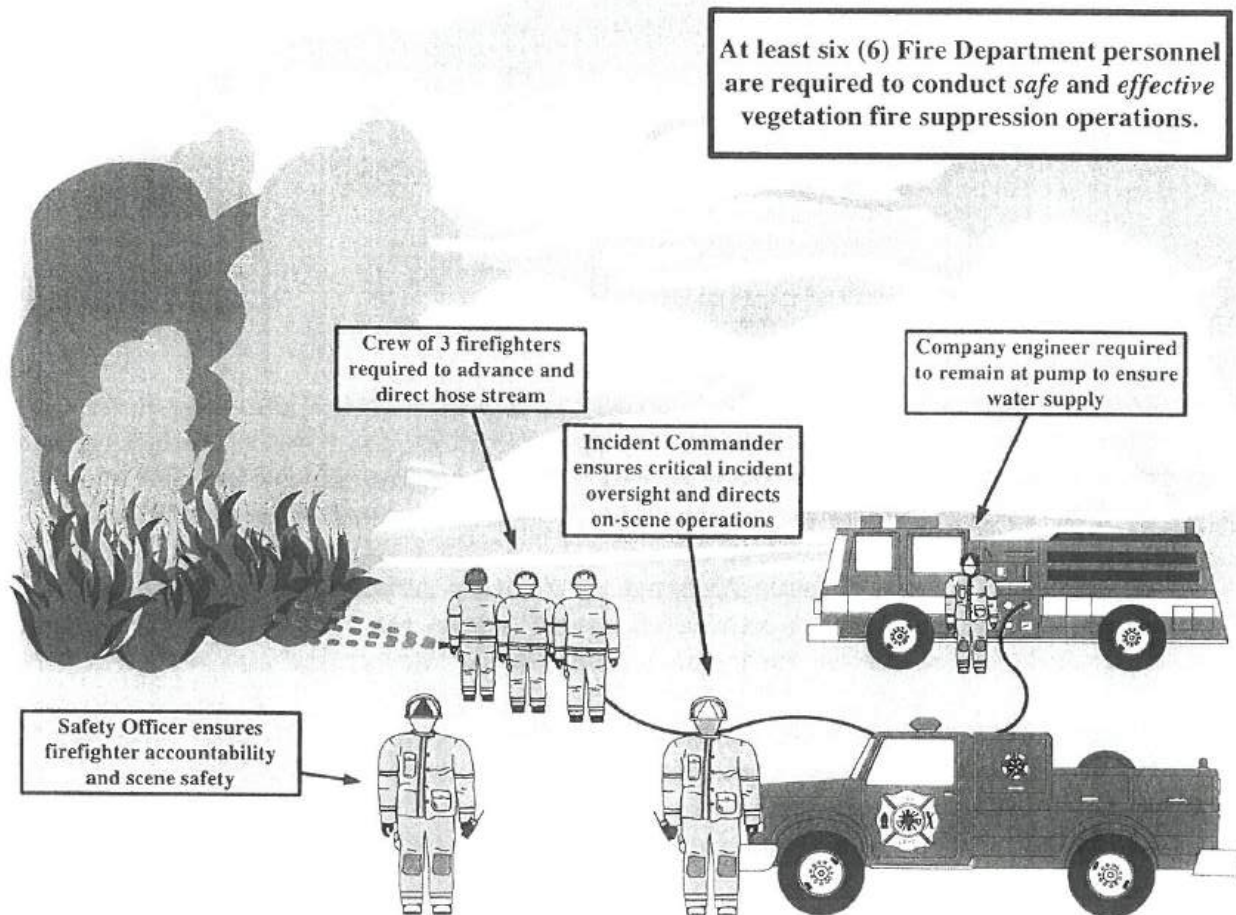 At least six (6) Fire Department personnel
are required to conduct safe and effective
vegetation fire suppression operations.
Crew of 3 firefighters
required to advance and
direct hose stream
Company engineer required
to remain at pump to ensure
water supply
Incident Commander
ensures critical incident
oversight and directs
on-scene operations
Safety Officer ensures
firefighter accountability
and scene safety